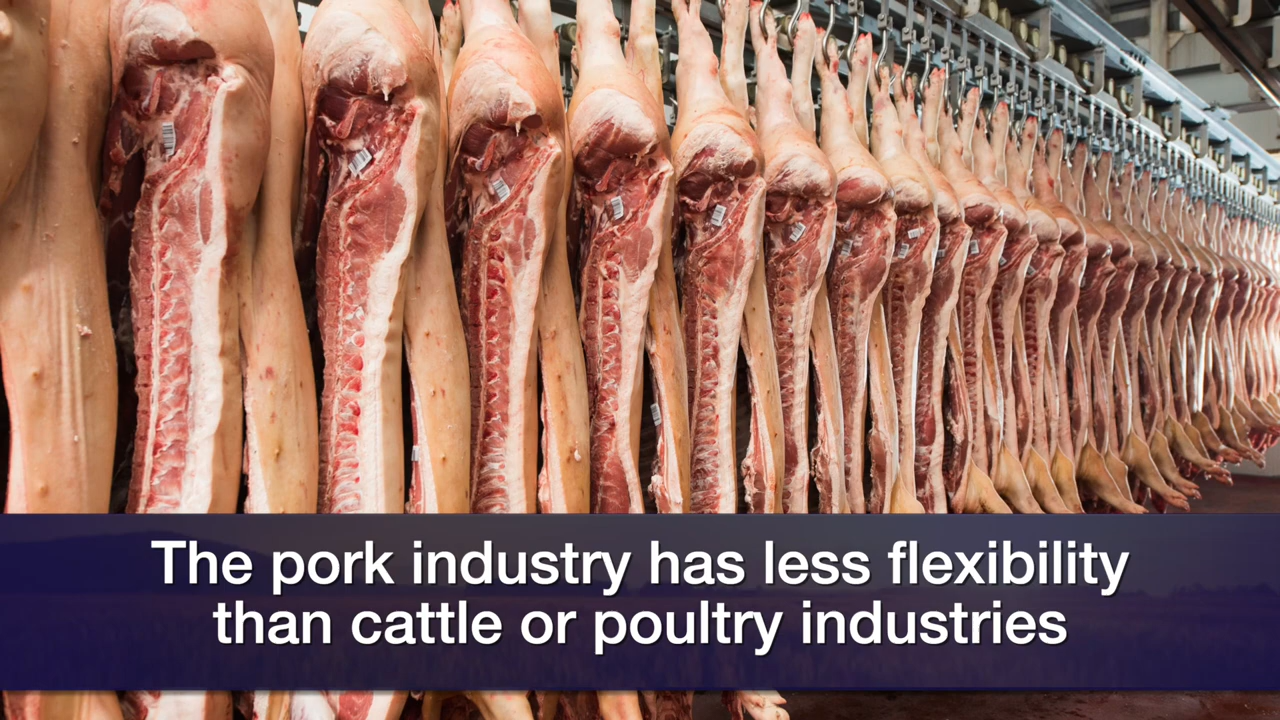 The pork industry has less flexibility
than cattle or poultry industries